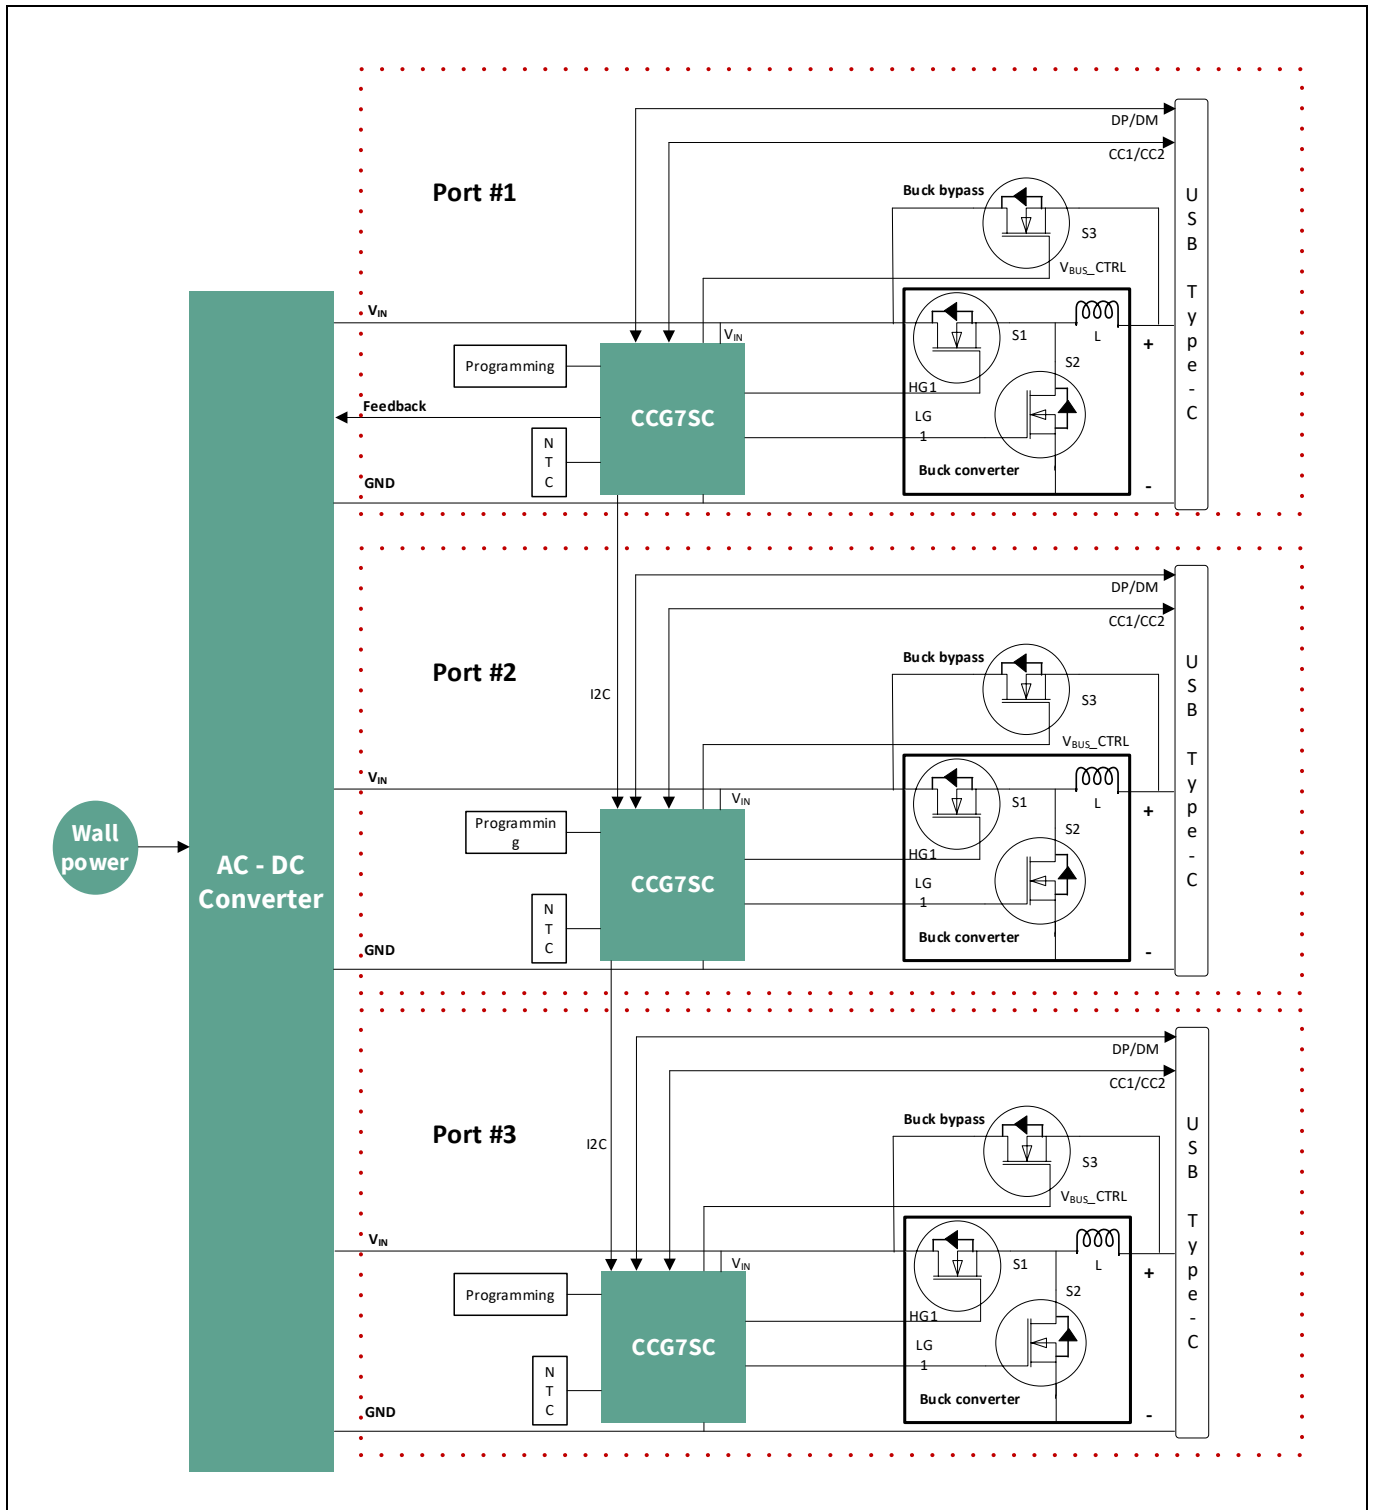 Wall
power
AC - DC
Converter
Port #1
DP/DM
CC1/CC2
Buck bypass
S3
VBUS_CTRL
VIN
VIN
Programming
Feedback
CCG7SC
N
T
C
GND
HG1
LG
1
S1
S2
L
Buck converter
+
-
U
S
B
T
y
p
e
-
C
Port #2
I2C
DP/DM
CC1/CC2
Buck bypass
S3
VBUS_CTRL
VIN
VIN
Programmin
g
CCG7SC
N
T
C
GND
HG1
LG
1
S1
S2
L
Buck converter
+
-
U
S
B
T
y
p
e
-
C
Port #3
I2C
DP/DM
CC1/CC2
Buck bypass
S3
VBUS_CTRL
VIN
VIN
Programming
CCG7SC
N
T
C
GND
HG1
LG
1
S1
S2
L
Buck converter
+
-
U
S
B
T
y
p
e
-
C